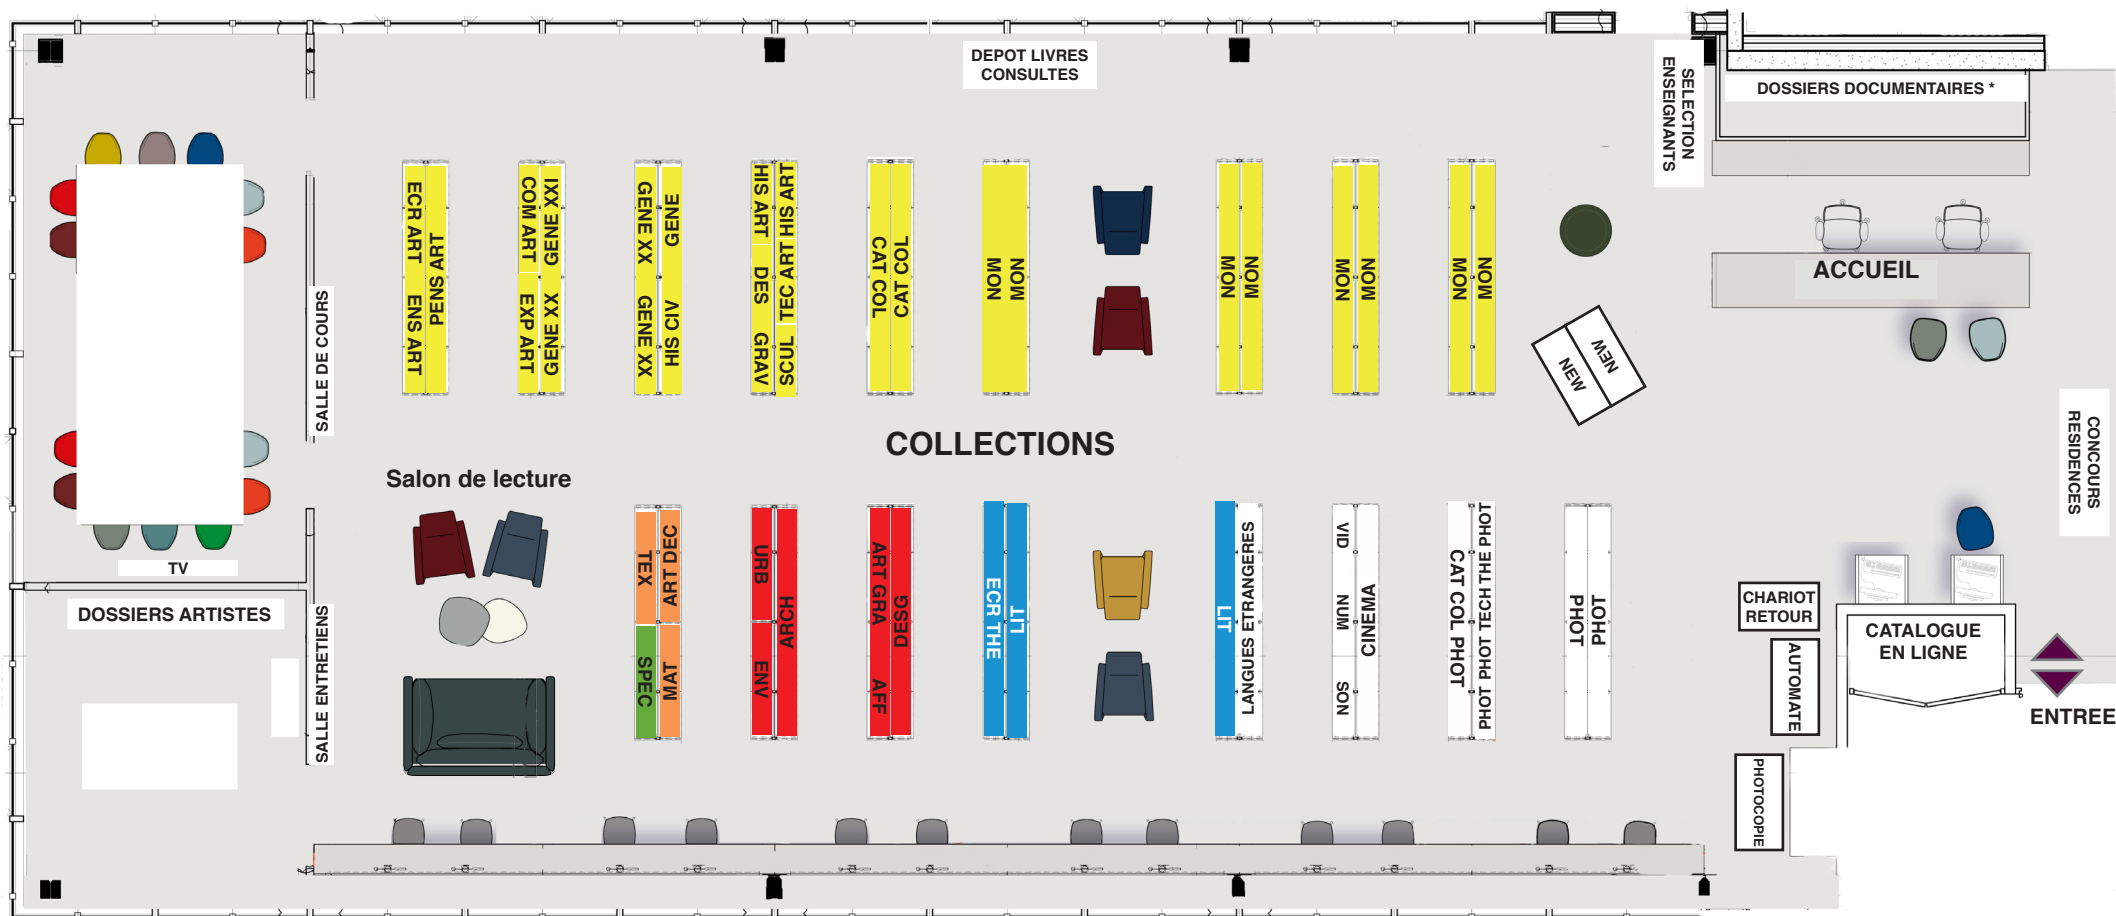 DEPOT LIVRES
CONSULTES
SELECTION
ENSEIGNANTS
DOSSIERS DOCUMENTAIRES *
ACCUEIL
SALLE DE COURS
ECR ART
ENS ART
PENS ART
COM ART
EXP ART
GENE XXI
GENE XX
GENE XX
GENE XX
GENE
HIS CIV
HIS ART
DES
GRAV
HIS ART
TEC ART
SCUL
CAT COL
CAT COL
MON
MON
MON
MON
MON
MON
MON
MON
NEW
NEW
CONCOURS
RESIDENCES
COLLECTIONS
Salon de lecture
TV
DOSSIERS ARTISTES
SALLE ENTRETIENS
TEX
SPEC
ART DEC
MAT
URB
ENV
ARCH
ART GRA
AFF
DESG
ECR THE
LIT
LIT
LANGUES ETRANGERES
VID
NUM
SON
CINEMA
CAT COL PHOT
PHOT PHOT TECH THE PHOT
PHOT
PHOT
CHARIOT
RETOUR
AUTOMATE
CATALOGUE
EN LIGNE
ENTREE
PHOTOCOPIE